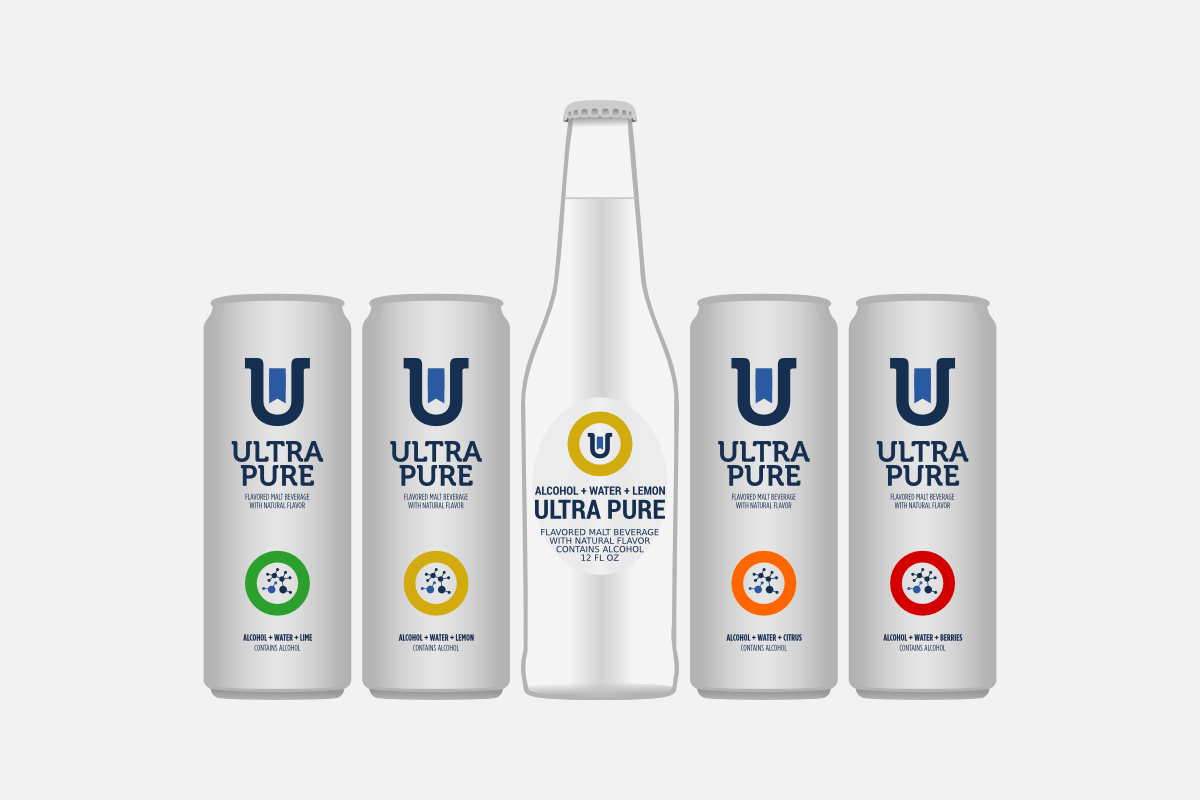 ULTRA
PURE
FLAVORED MALT BEVERAGE
WITH NATURAL FLAVOR
ALCOHOL + WATER + LIME
CONTAINS ALCOHOL
ULTRA
PURE
FLAVORED MALT BEVERAGE
WITH NATURAL FLAVOR
ALCOHOL + WATER + LEMON
CONTAINS ALCOHOL
ALCOHOL + WATER + LEMON
ULTRA PURE
FLAVORED MALT BEVERAGE
WITH NATURAL FLAVOR
CONTAINS ALCOHOL
12 FL OZ
ULTRA
PURE
FLAVORED MALT BEVERAGE
WITH NATURAL FLAVOR
ALCOHOL + WATER + CITRUS
CONTAINS ALCOHOL
ULTRA
PURE
FLAVORED MALT BEVERAGE
WITH NATURAL FLAVOR
ALCOHOL + WATER + BERRIES
CONTAINS ALCOHOL